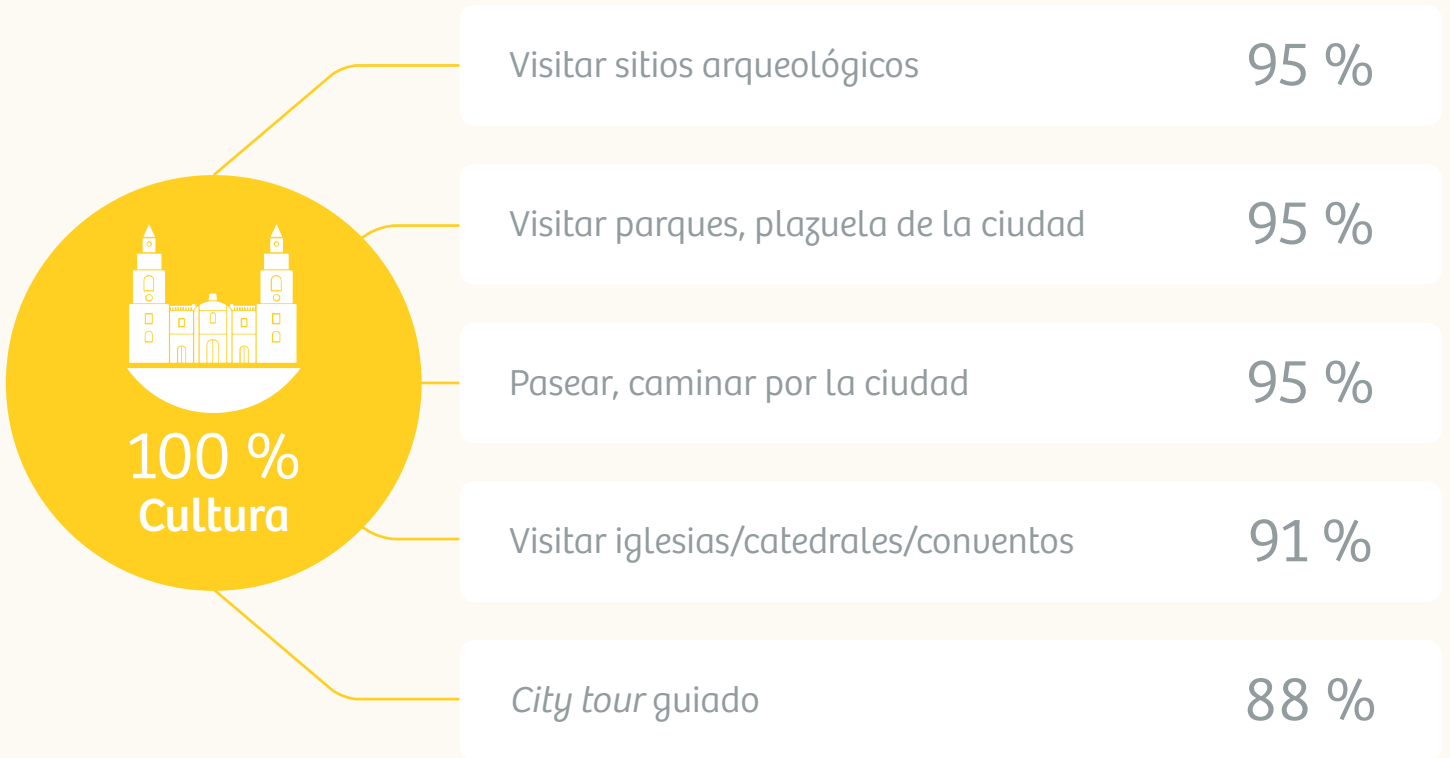 100 %
Cultura
Visitar sitios arqueológicos 95 %
Visitar parques, plazuela de la ciudad 95 %
Pasear, caminar por la ciudad 95 %
Visitar iglesias/catedrales/conventos 91 %
City tour guiado 88 %